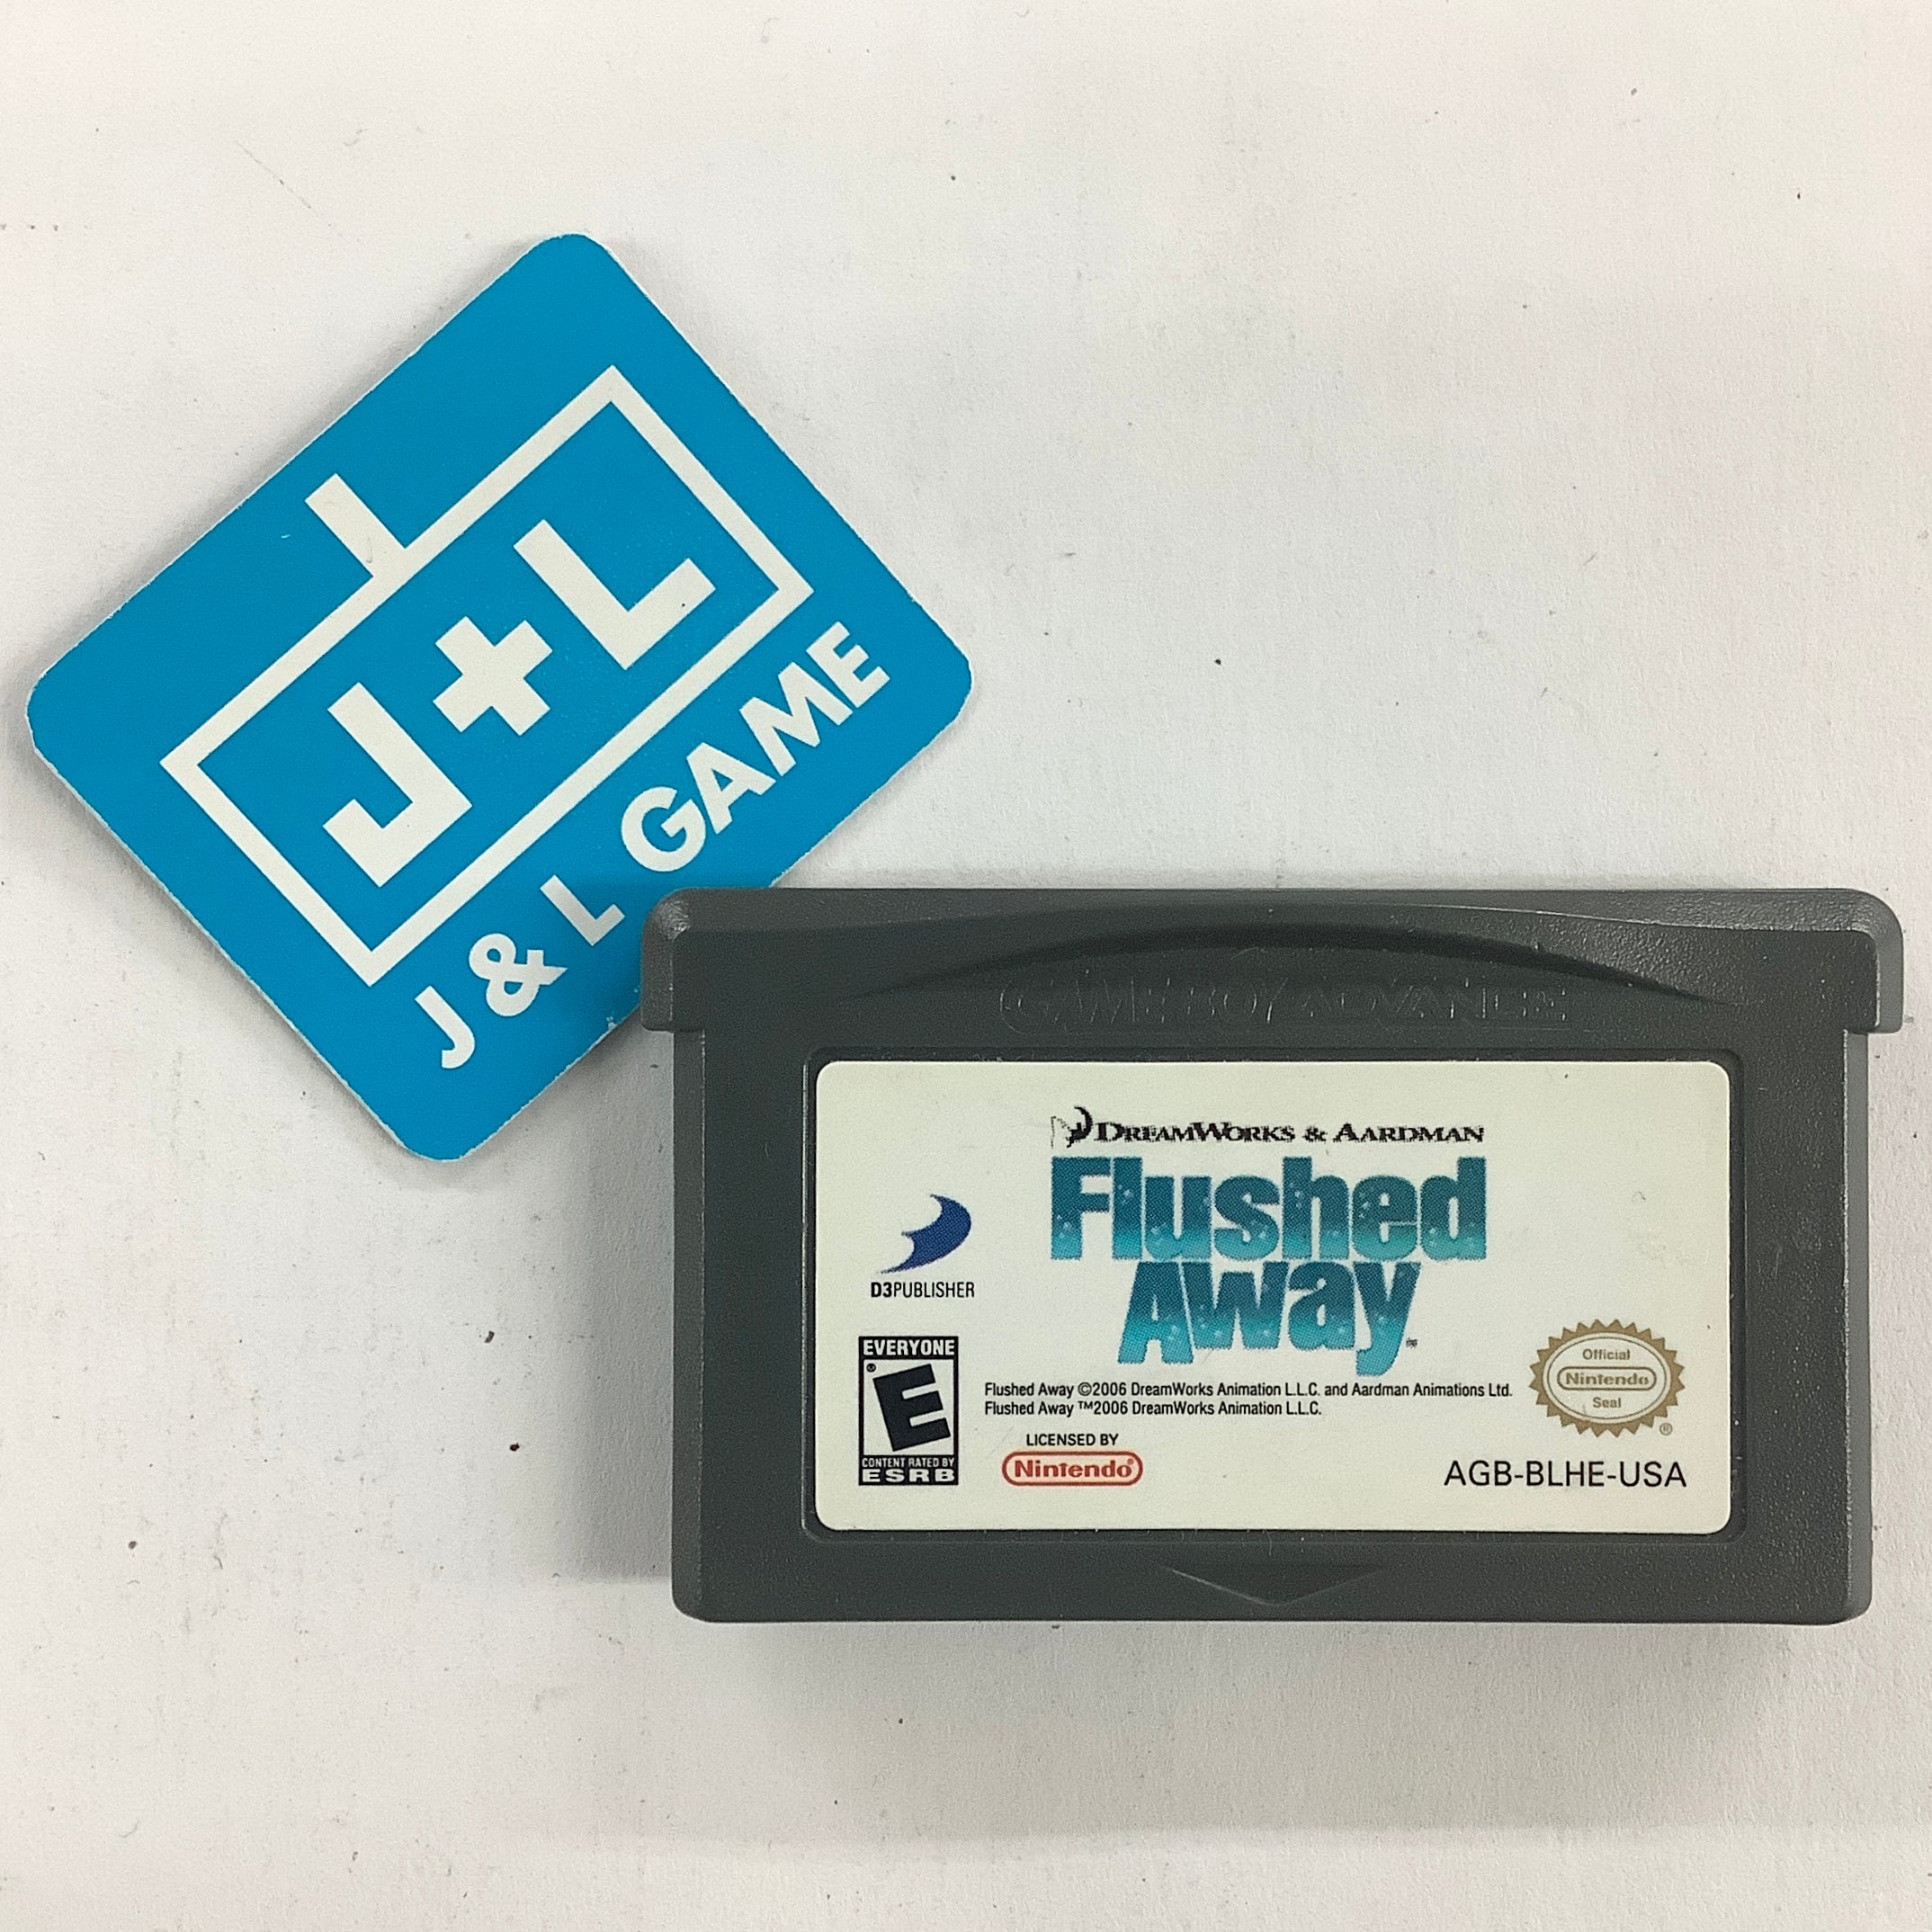 J+L
J & L GAME
GAME BOY ADVANCE
DREAMWORKS & AARDMAN
Flushed
Away™
D3PUBLISHER
EVERYONE
E®
CONTENT RATED BY
ESRB
Flushed Away ©2006 DreamWorks Animation L.L.C. and Aardman Animations Ltd.
Flushed Away ™2006 DreamWorks Animation L.L.C.
LICENSED BY
Nintendo®
Official
Nintendo
Seal
®
AGB-BLHE-USA